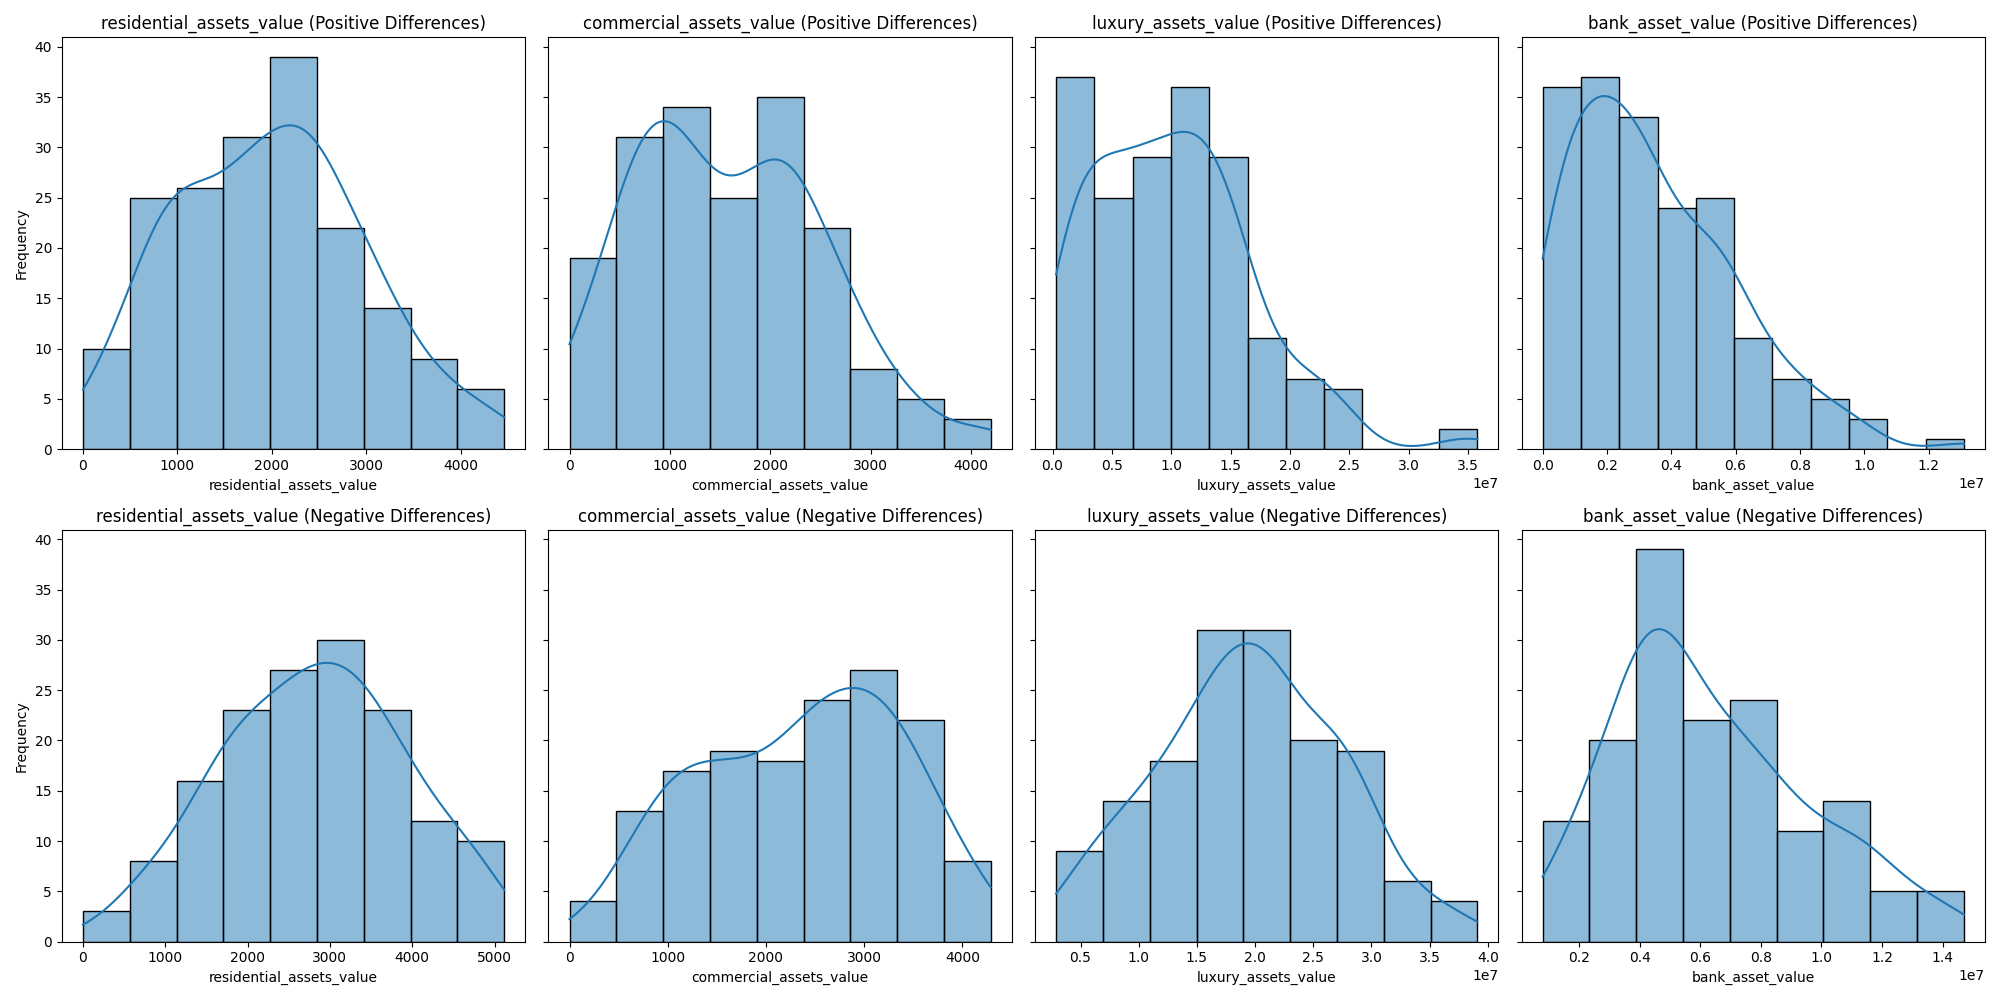 residential_assets_value (Positive Differences)
commercial_assets_value (Positive Differences)
luxury_assets_value (Positive Differences)
bank_asset_value (Positive Differences)
40
35
30
25
20
15
10
5
0
Frequency
0 1000 2000 3000 4000
residential_assets_value
0 1000 2000 3000 4000
commercial_assets_value
0.0 0.5 1.0 1.5 2.0 2.5 3.0 3.5
luxury_assets_value
1e7
0.0 0.2 0.4 0.6 0.8 1.0 1.2
bank_asset_value
1e7
residential_assets_value (Negative Differences)
commercial_assets_value (Negative Differences)
luxury_assets_value (Negative Differences)
bank_asset_value (Negative Differences)
40
35
30
25
20
15
10
5
0
Frequency
0 1000 2000 3000 4000 5000
residential_assets_value
0 1000 2000 3000 4000
commercial_assets_value
0.5 1.0 1.5 2.0 2.5 3.0 3.5 4.0
luxury_assets_value
1e7
0.2 0.4 0.6 0.8 1.0 1.2 1.4
bank_asset_value
1e7